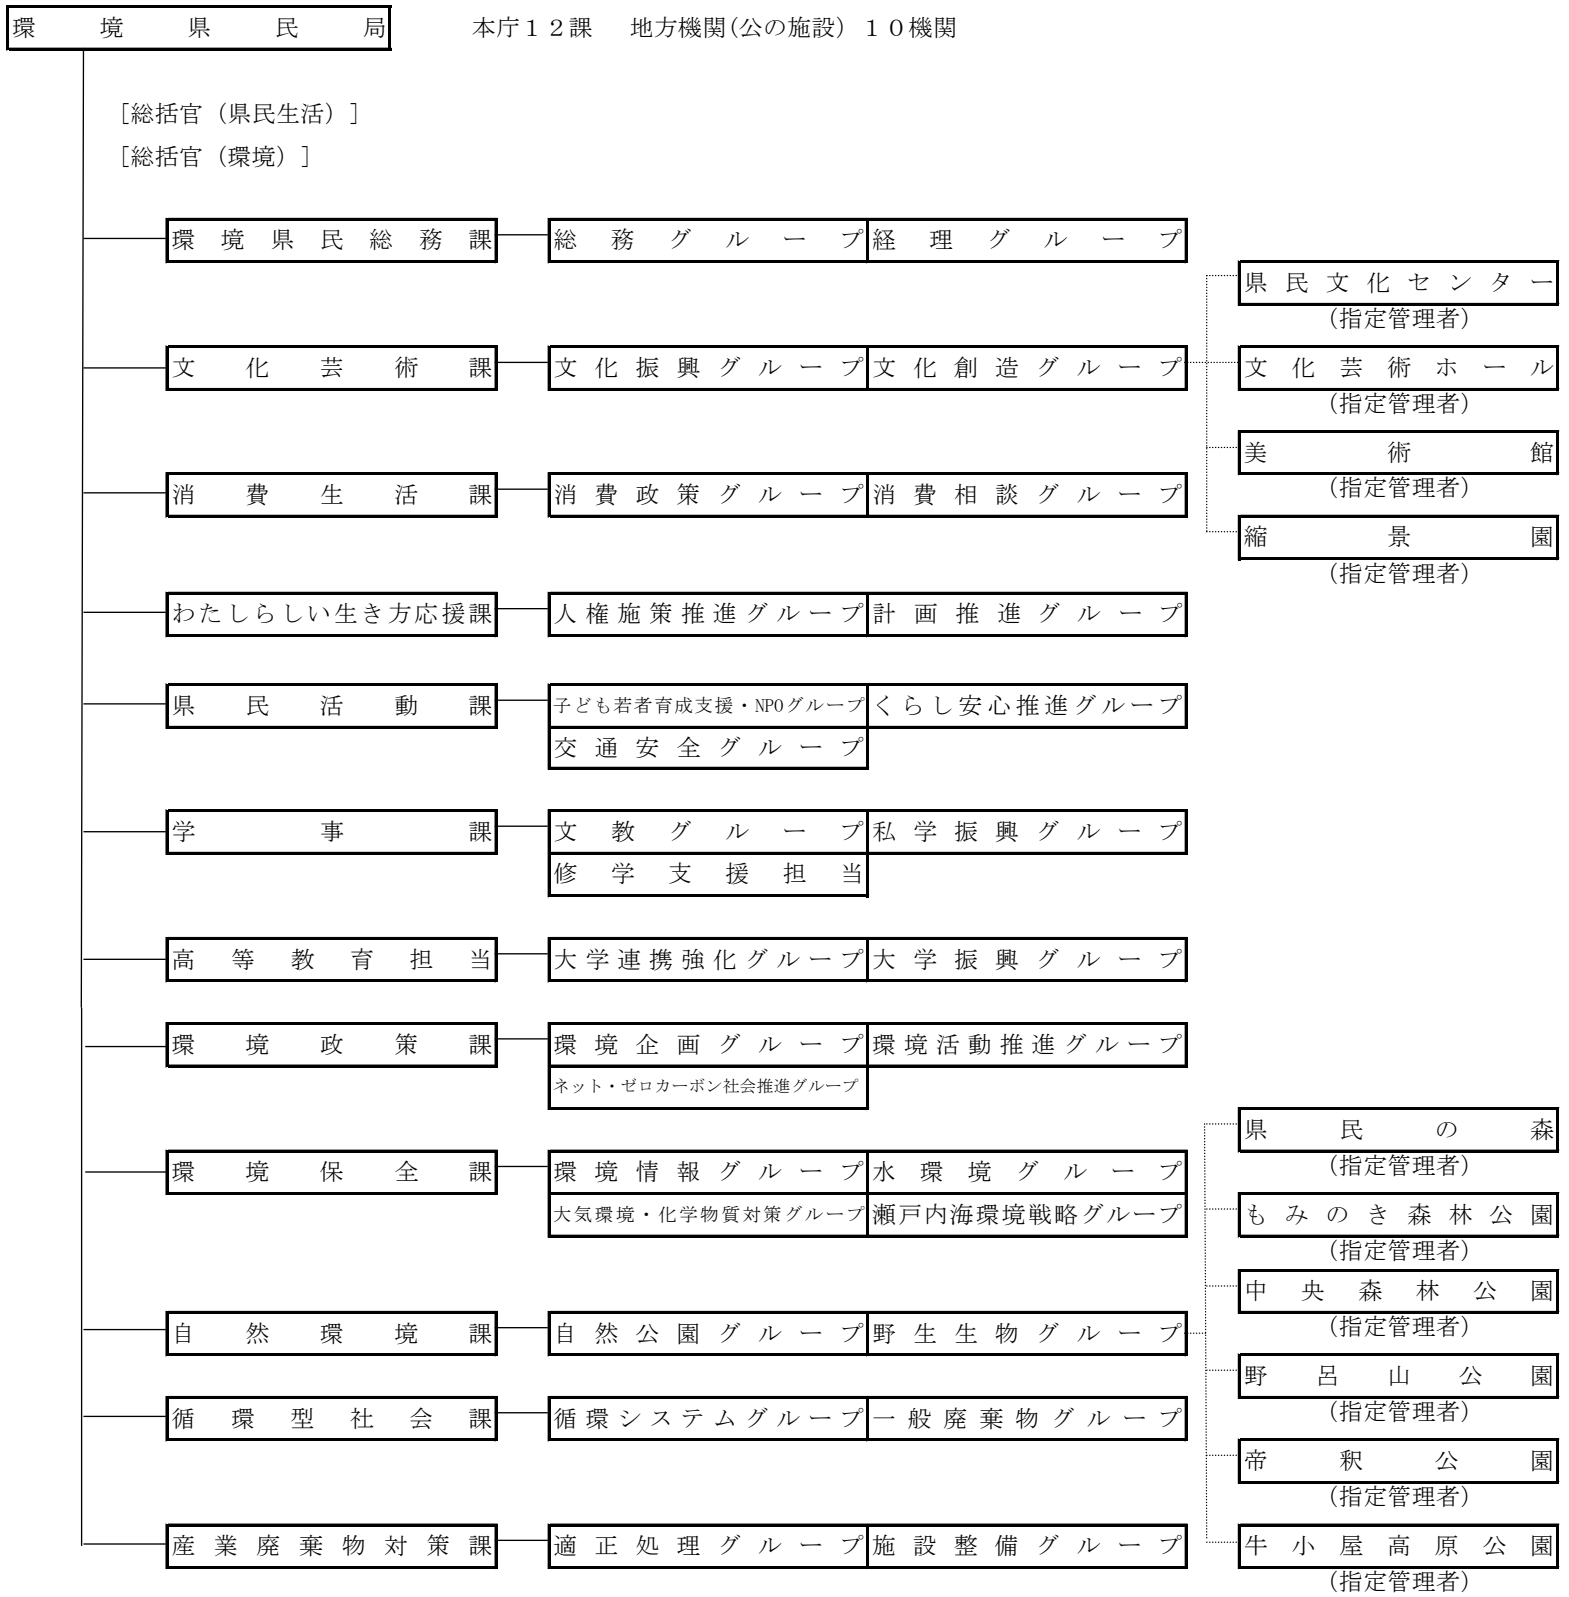 環境県民局 本庁１２課 地方機関(公の施設) １０機関
[総括官（県民生活）]
[総括官（環境）]
環境県民総務課 総務グループ 経理グループ
県民文化センター
(指定管理者)
文化芸術課 文化振興グループ 文化創造グループ 文化芸術ホール
(指定管理者)
美術館
(指定管理者)
消費生活課 消費政策グループ 消費相談グループ
縮景園
(指定管理者)
わたしらしい生き方応援課 人権施策推進グループ 計画推進グループ
県民活動課 子ども若者育成支援・NPOグループ くらし安心推進グループ
交通安全グループ
学事課 文教グループ 私学振興グループ
修学支援担当
高等教育担当 大学連携強化グループ 大学振興グループ
環境政策課 環境企画グループ 環境活動推進グループ
ネット・ゼロカーボン社会推進グループ
県民の森
(指定管理者)
環境保全課 環境情報グループ 水環境グループ
大気環境・化学物質対策グループ 瀬戸内海環境戦略グループ もみのき森林公園
(指定管理者)
中央森林公園
(指定管理者)
自然環境課 自然公園グループ 野生生物グループ
野呂山公園
(指定管理者)
循環型社会課 循環システムグループ 一般廃棄物グループ
帝釈公園
(指定管理者)
産業廃棄物対策課 適正処理グループ 施設整備グループ 牛小屋高原公園
(指定管理者)